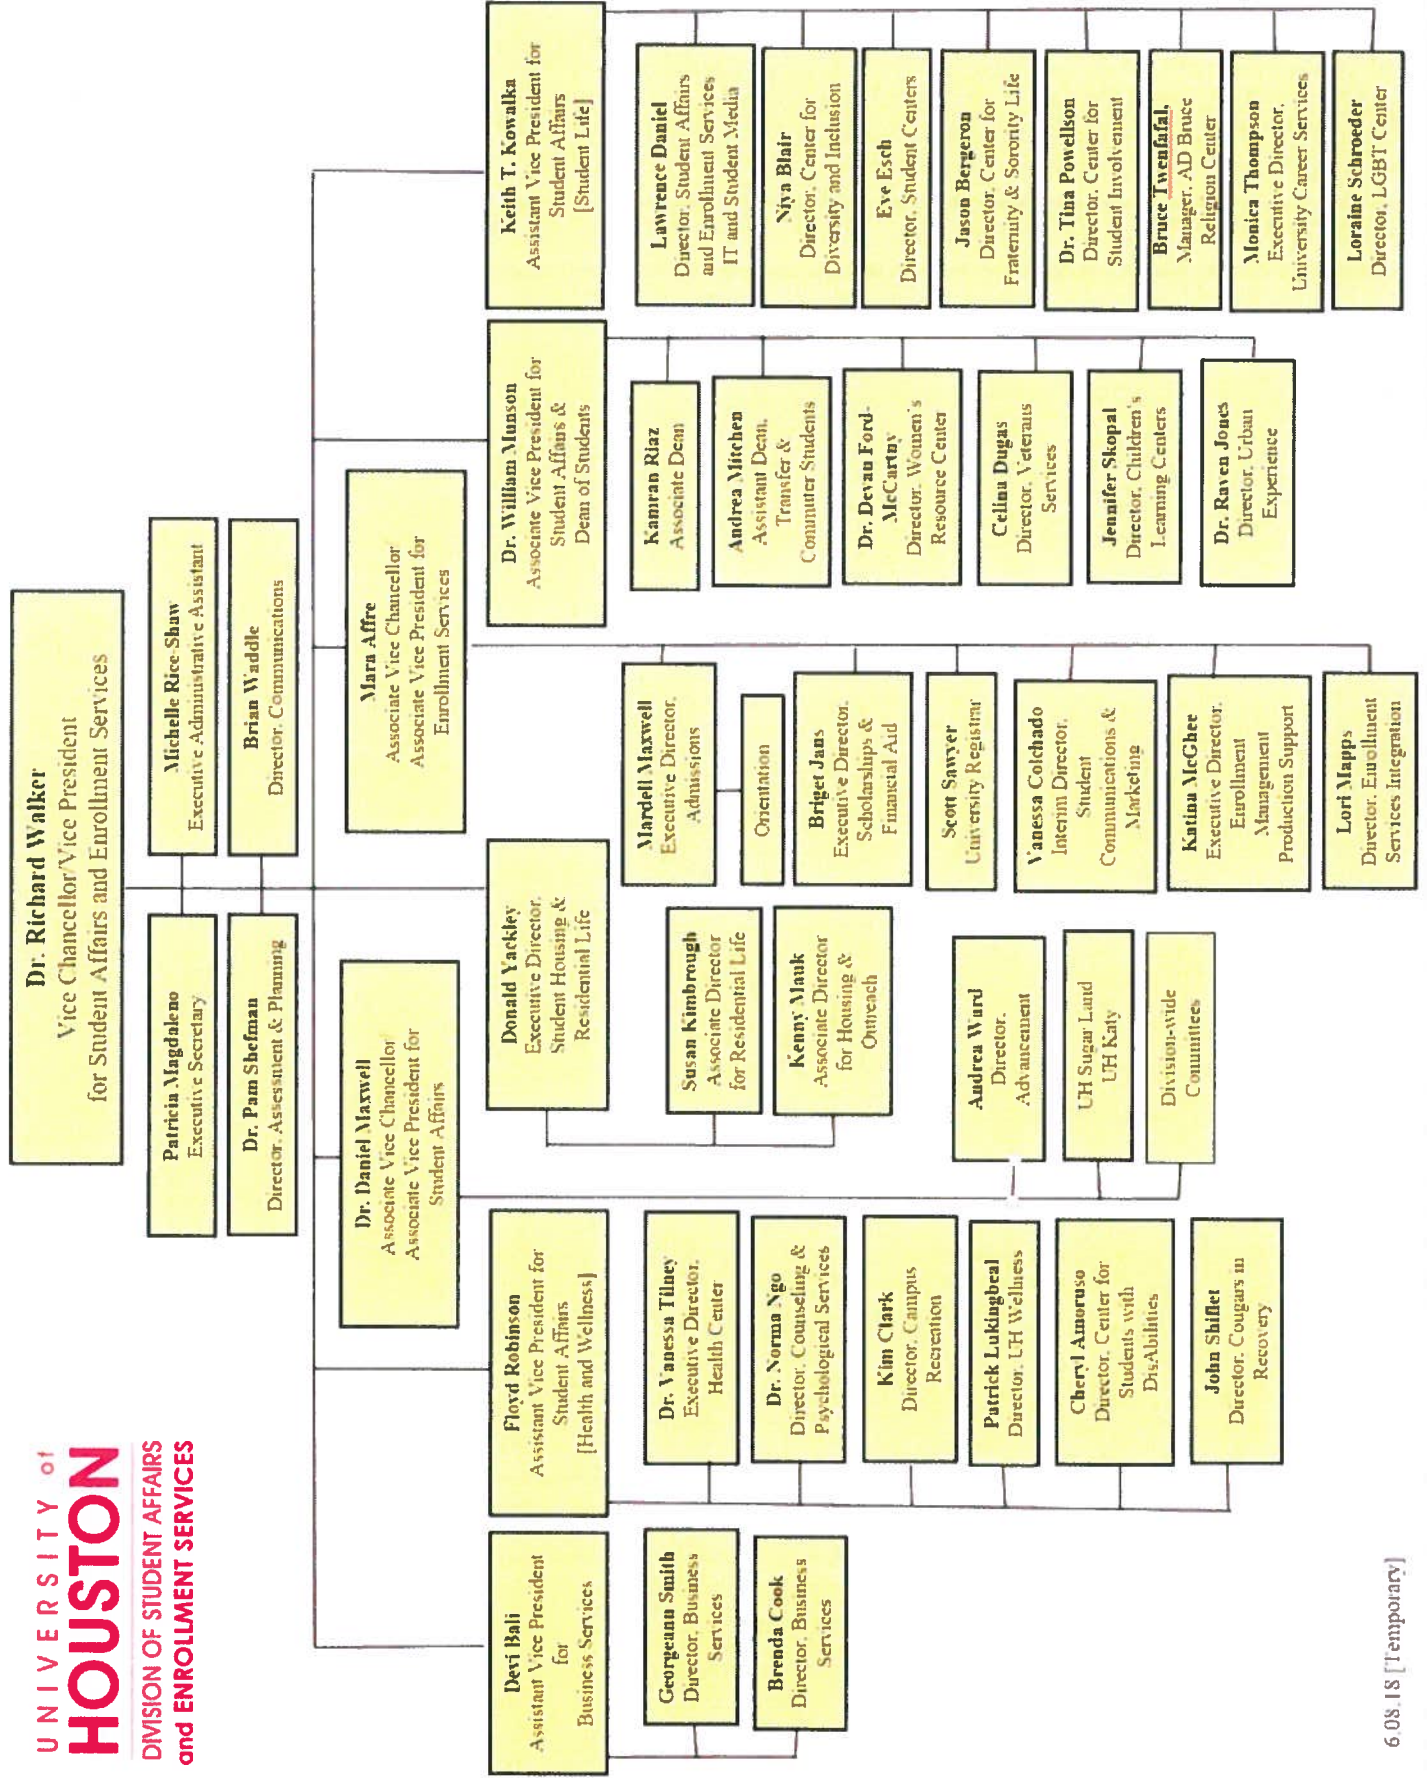 UNIVERSITY of
HOUSTON
DIVISION OF STUDENT AFFAIRS
and ENROLLMENT SERVICES
Dr. Richard Walker
Vice Chancellor/Vice President
for Student Affairs and Enrollment Services
Patricia Magdaleno
Executive Secretary
Michelle Rice-Shaw
Executive Administrative Assistant
Dr. Pam Shefman
Director, Assessment & Planning
Brian Waddle
Director, Communications
Dr. Daniel Maxwell
Associate Vice Chancellor
Associate Vice President for
Student Affairs
Mara Affre
Associate Vice Chancellor
Associate Vice President for
Enrollment Services
Devi Bali
Assistant Vice President
for
Business Services
Floyd Robinson
Assistant Vice President for
Student Affairs
[Health and Wellness]
Donald Yackley
Executive Director,
Student Housing &
Residential Life
Dr. William Munson
Associate Vice President for
Student Affairs &
Dean of Students
Keith T. Kowalka
Assistant Vice President for
Student Affairs
[Student Life]
Georgeann Smith
Director, Business
Services
Brenda Cook
Director, Business
Services
Dr. Vanessa Tilney
Executive Director,
Health Center
Dr. Norma Ngo
Director, Counseling &
Psychological Services
Kim Clark
Director, Campus
Recreation
Patrick Lukingbeal
Director, UH Wellness
Cheryl Amoruso
Director, Center for
Students with
DisAbilities
John Shiflet
Director, Cougars in
Recovery
Susan Kimbrough
Associate Director
for Residential Life
Kenny Mauk
Associate Director
for Housing &
Outreach
Andrea Ward
Director,
Advancement
UH Sugar Land
UH Katy
Division-wide
Committees
Mardell Maxwell
Executive Director,
Admissions
Orientation
Briget Jans
Executive Director,
Scholarships &
Financial Aid
Scott Sawyer
University Registrar
Vanessa Colchado
Interim Director,
Student
Communications &
Marketing
Katina McGhee
Executive Director,
Enrollment
Management
Production Support
Lori Mapps
Director, Enrollment
Services Integration
Kamran Riaz
Associate Dean
Andrea Mitchen
Assistant Dean,
Transfer &
Commuter Students
Dr. Devan Ford-
McCartny
Director, Women's
Resource Center
Celina Dugas
Director, Veterans
Services
Jennifer Skopal
Director, Children's
Learning Centers
Dr. Raven Jones
Director, Urban
Experience
Lawrence Daniel
Director, Student Affairs
and Enrollment Services
IT and Student Media
Niya Blair
Director, Center for
Diversity and Inclusion
Eve Esch
Director, Student Centers
Jason Bergeron
Director, Center for
Fraternity & Sorority Life
Dr. Tina Powellson
Director, Center for
Student Involvement
Bruce Twenfafal,
Manager, AD Bruce
Religion Center
Monica Thompson
Executive Director,
University Career Services
Loraine Schroeder
Director, LGBT Center
6.08.18 [Temporary]